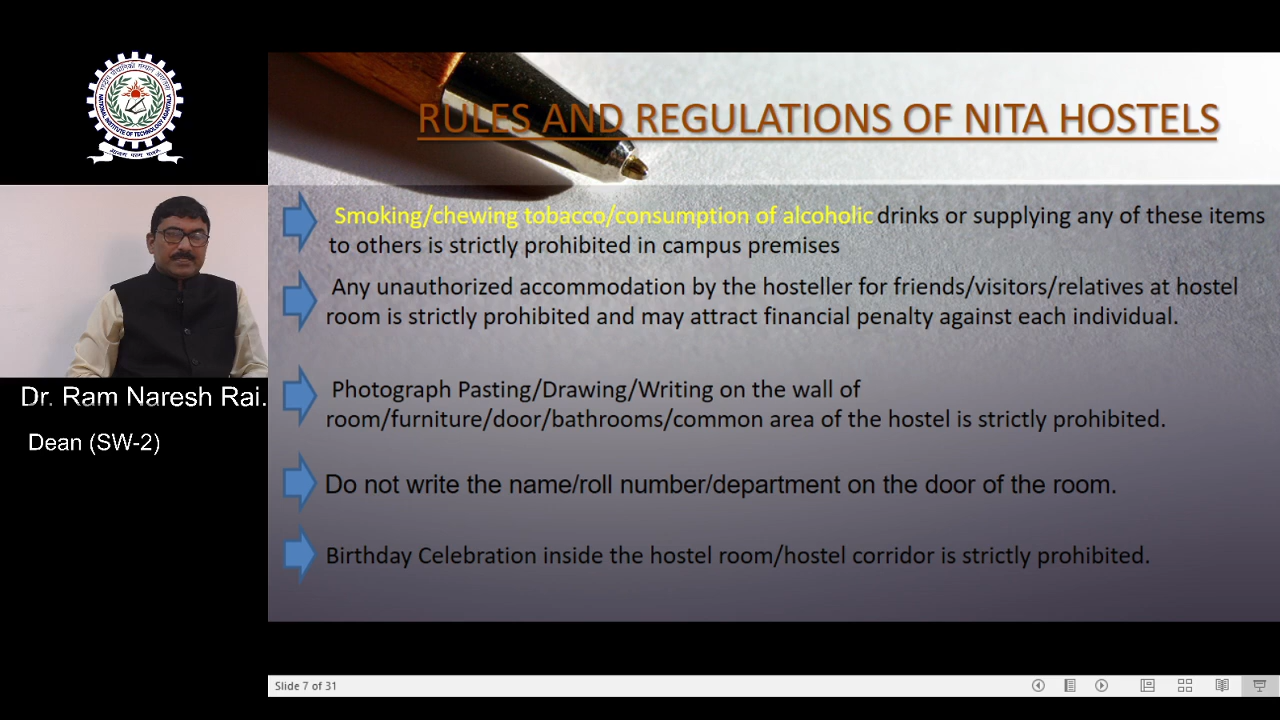 RULES AND REGULATIONS OF NITA HOSTELS
Smoking/chewing tobacco/consumption of alcoholic drinks or supplying any of these items
to others is strictly prohibited in campus premises
Any unauthorized accommodation by the hosteller for friends/visitors/relatives at hostel
room is strictly prohibited and may attract financial penalty against each individual.
Photograph Pasting/Drawing/Writing on the wall of
room/furniture/door/bathrooms/common area of the hostel is strictly prohibited.
Do not write the name/roll number/department on the door of the room.
Birthday Celebration inside the hostel room/hostel corridor is strictly prohibited.
Dr. Ram Naresh Rai.
Dean (SW-2)
Slide 7 of 31